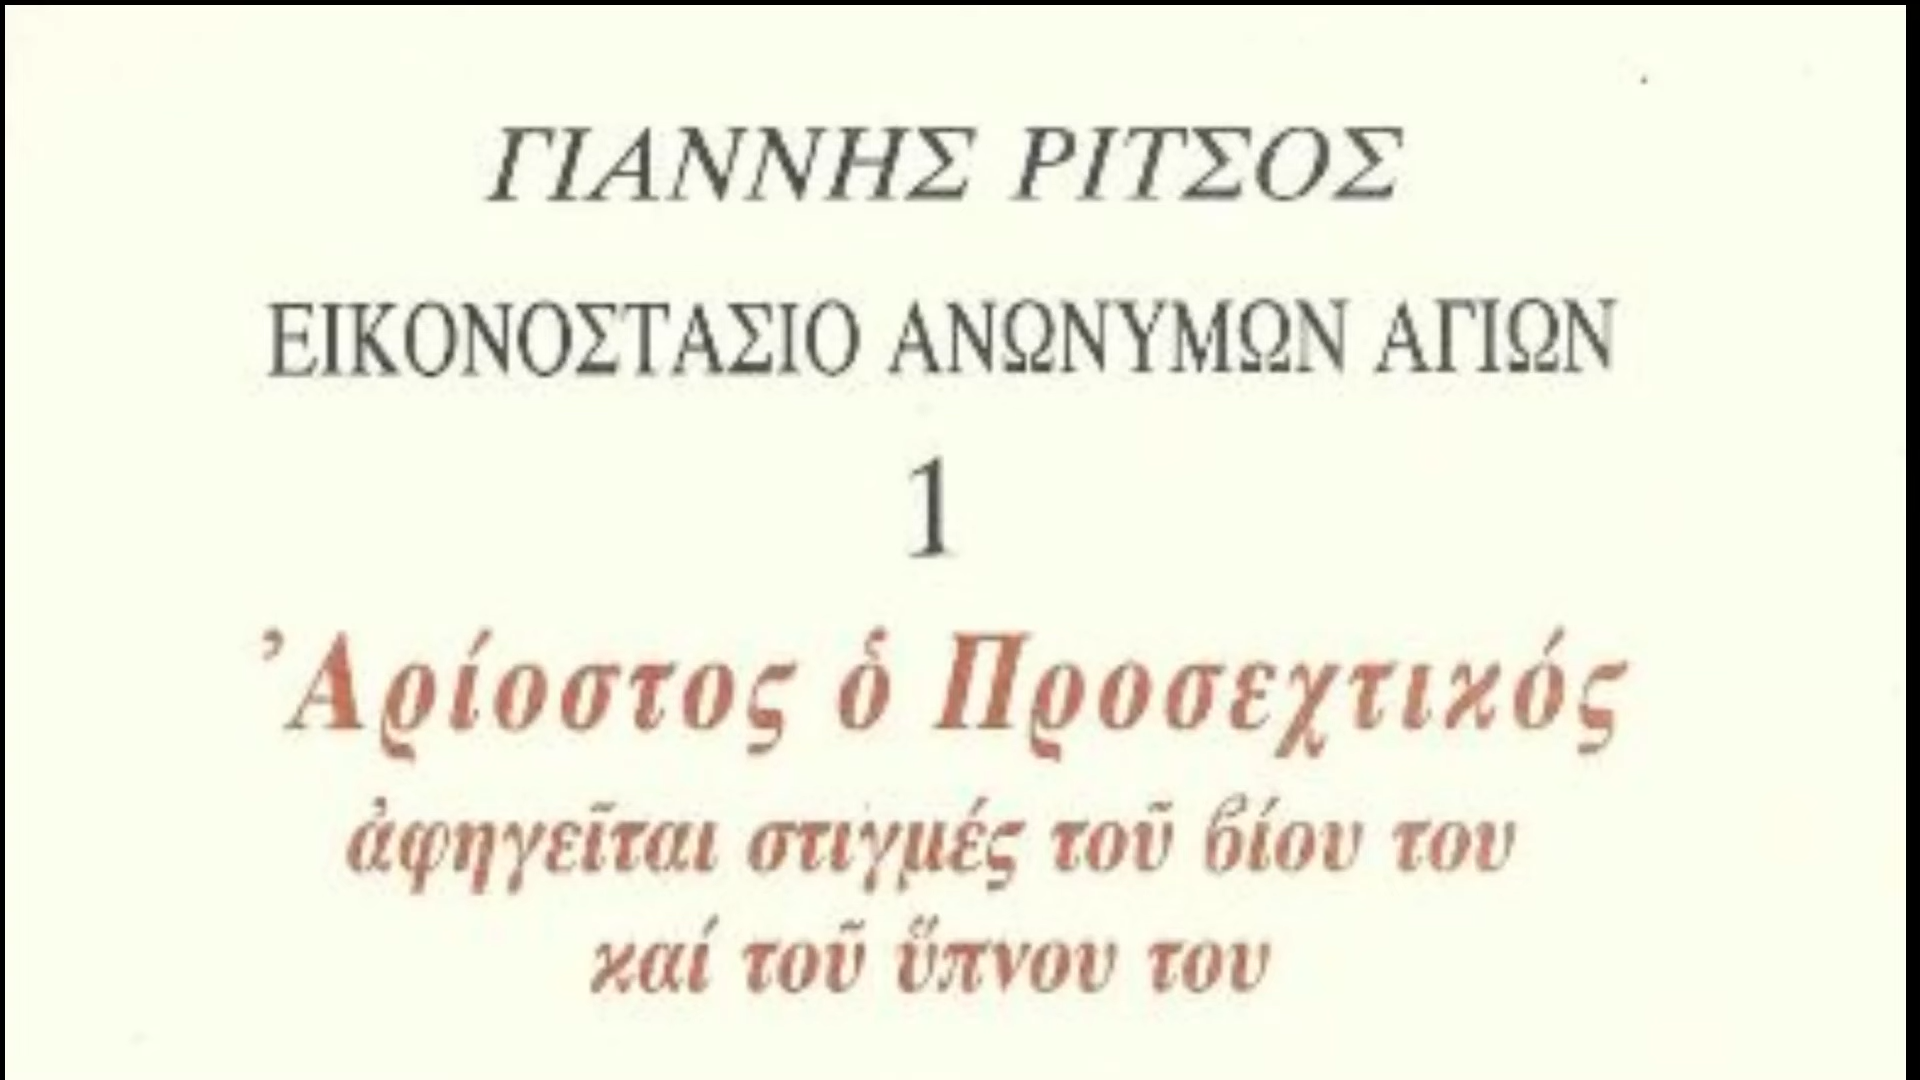 ΓΙΑΝΝΗΣ ΡΙΤΣΟΣ
ΕΙΚΟΝΟΣΤΑΣΙΟ ΑΝΩΝΥΜΩΝ ΑΓΙΩΝ
1
Ἀρίοστος ὁ Προσεχτικός
ἀφηγεῖται στιγμές τοῦ βίου του
καί τοῦ ὕπνου του